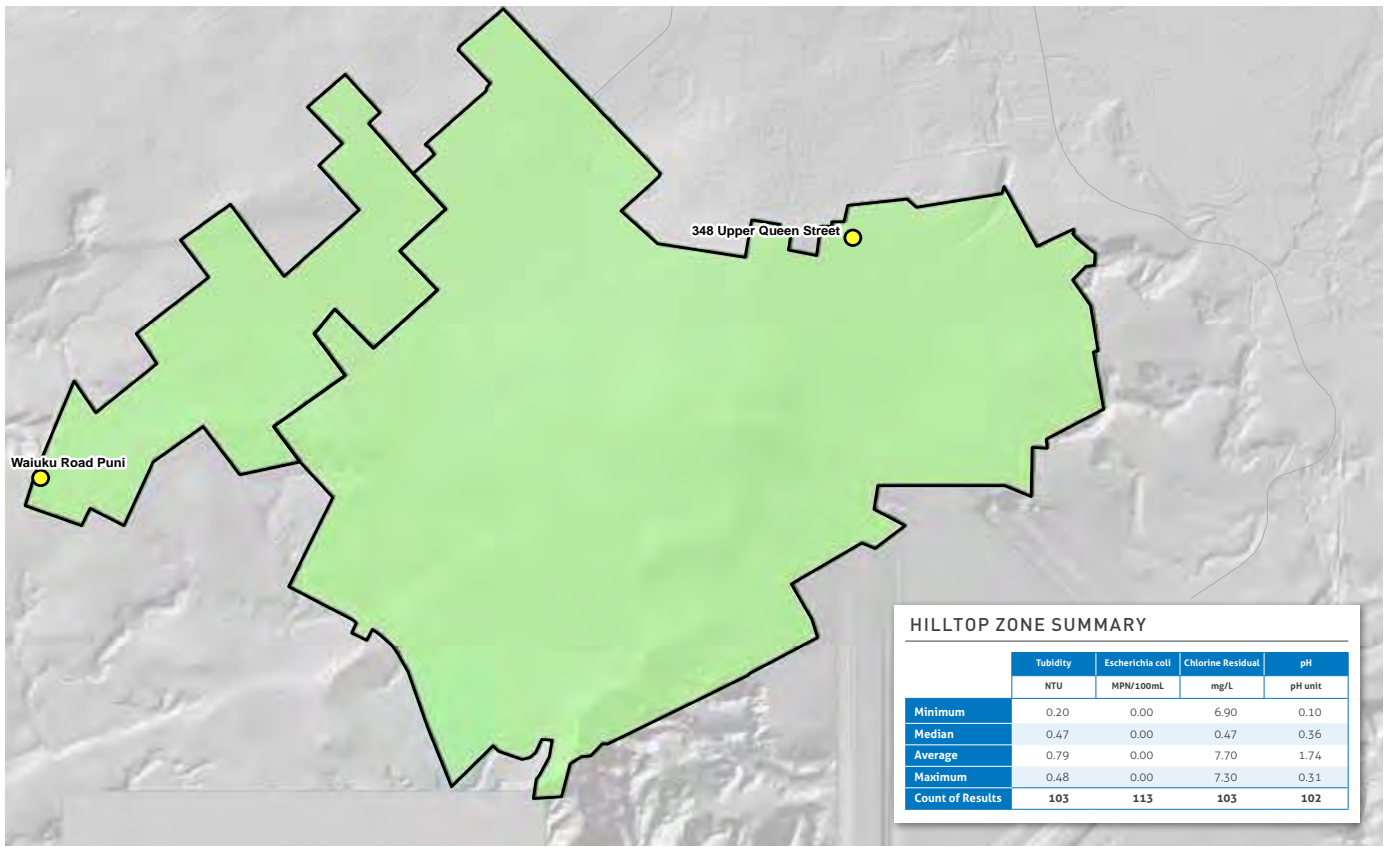 348 Upper Queen Street
Waiuku Road Puni
HILLTOP ZONE SUMMARY
Tubidity Escherichia coli Chlorine Residual pH
NTU MPN/100mL mg/L pH unit
Minimum 0.20 0.00 6.90 0.10
Median 0.47 0.00 0.47 0.36
Average 0.79 0.00 7.70 1.74
Maximum 0.48 0.00 7.30 0.31
Count of Results 103 113 103 102